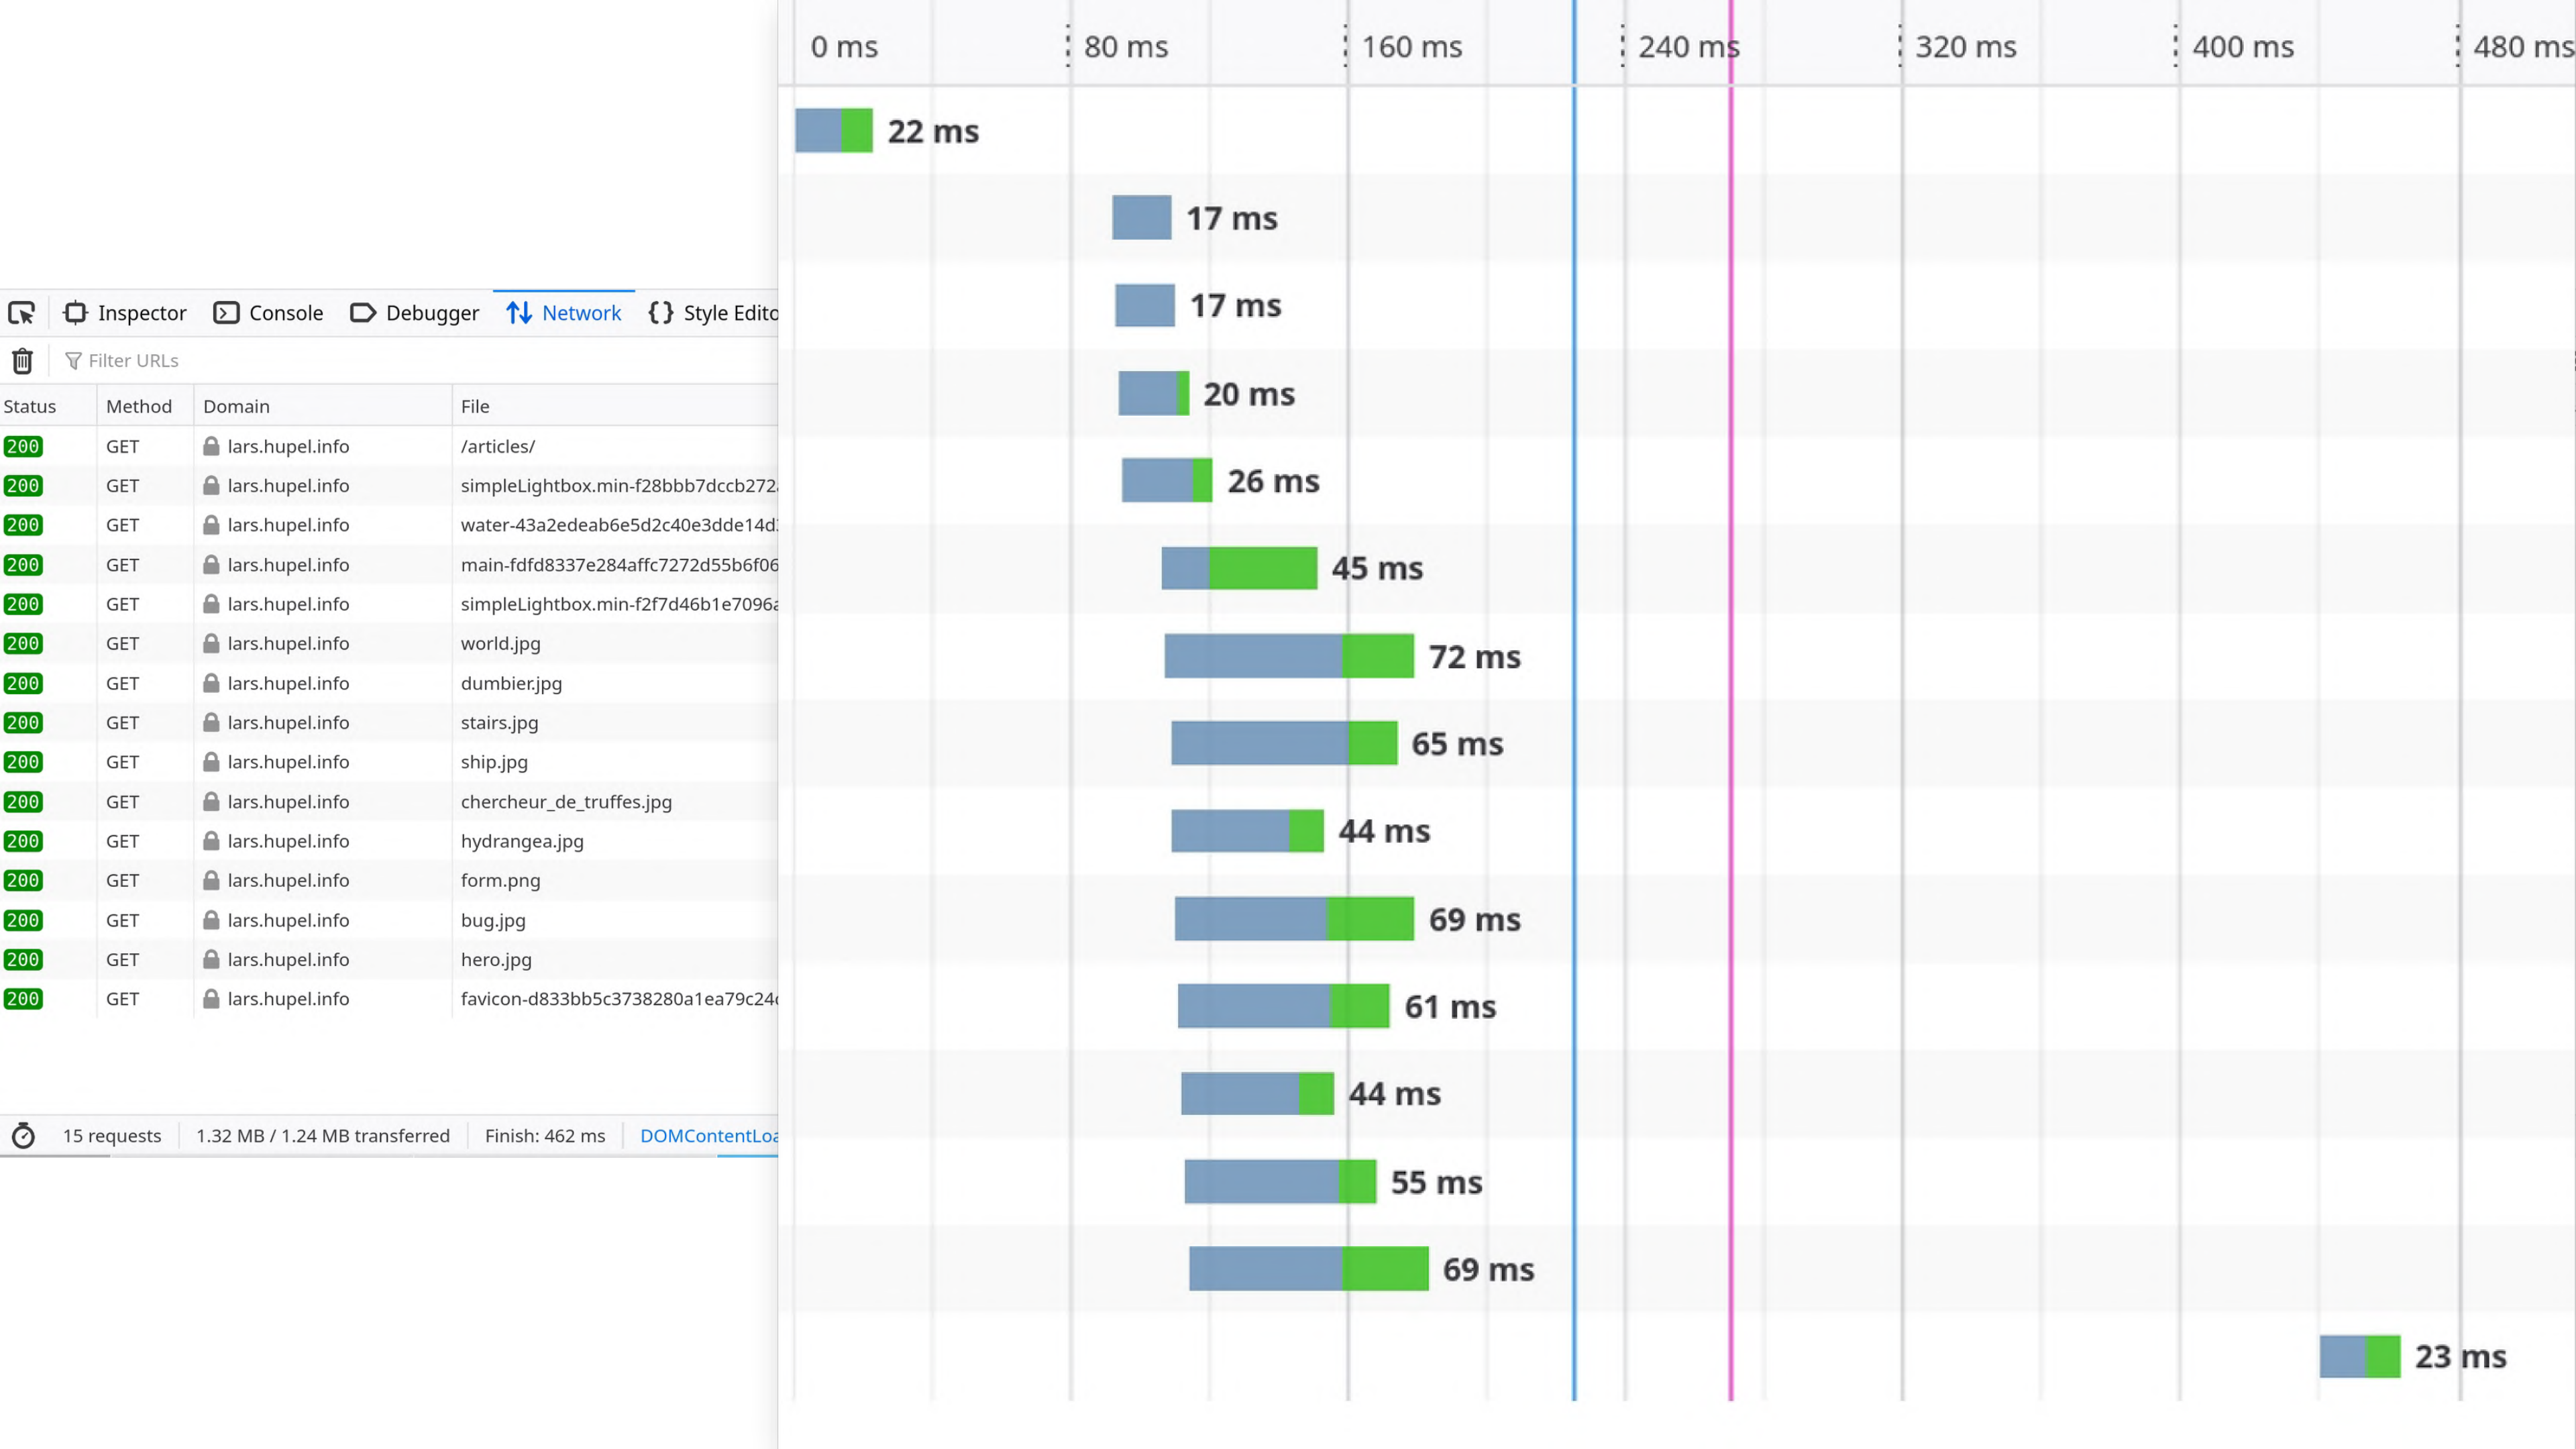 Inspector Console Debugger Network Style Edito
Filter URLs
Status Method Domain File
200 GET lars.hupel.info /articles/
200 GET lars.hupel.info simpleLightbox.min-f28bbb7dccb272
200 GET lars.hupel.info water-43a2edeab6e5d2c40e3dde14d
200 GET lars.hupel.info main-fdfd8337e284affc7272d55b6f06
200 GET lars.hupel.info simpleLightbox.min-f2f7d46b1e7096
200 GET lars.hupel.info world.jpg
200 GET lars.hupel.info dumbier.jpg
200 GET lars.hupel.info stairs.jpg
200 GET lars.hupel.info ship.jpg
200 GET lars.hupel.info chercheur_de_truffes.jpg
200 GET lars.hupel.info hydrangea.jpg
200 GET lars.hupel.info form.png
200 GET lars.hupel.info bug.jpg
200 GET lars.hupel.info hero.jpg
200 GET lars.hupel.info favicon-d833bb5c3738280a1ea79c24
15 requests 1.32 MB / 1.24 MB transferred Finish: 462 ms DOMContentLoa
0 ms 80 ms 160 ms 240 ms 320 ms 400 ms 480 ms
22 ms
17 ms
17 ms
20 ms
26 ms
45 ms
72 ms
65 ms
44 ms
69 ms
61 ms
44 ms
55 ms
69 ms
23 ms